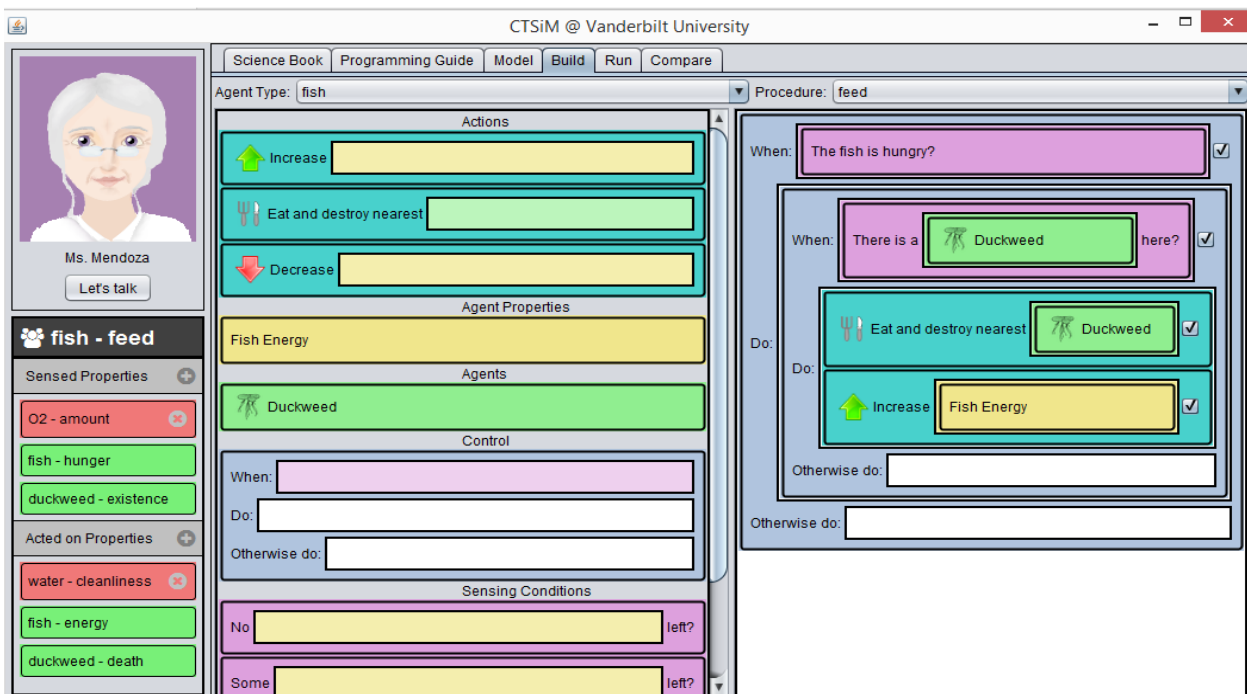 CTSiM @ Vanderbilt University
Science Book Programming Guide Model Build Run Compare
Agent Type: fish
Procedure: feed
Ms. Mendoza
Let's talk
fish - feed
Sensed Properties
O2 - amount
fish - hunger
duckweed - existence
Acted on Properties
water - cleanliness
fish - energy
duckweed - death
Actions
Increase
Eat and destroy nearest
Decrease
Agent Properties
Fish Energy
Agents
Duckweed
Control
When:
Do:
Otherwise do:
Sensing Conditions
No left?
Some left?
When: The fish is hungry?
When: There is a Duckweed here?
Do:
Do:
Eat and destroy nearest Duckweed
Increase Fish Energy
Otherwise do:
Otherwise do: